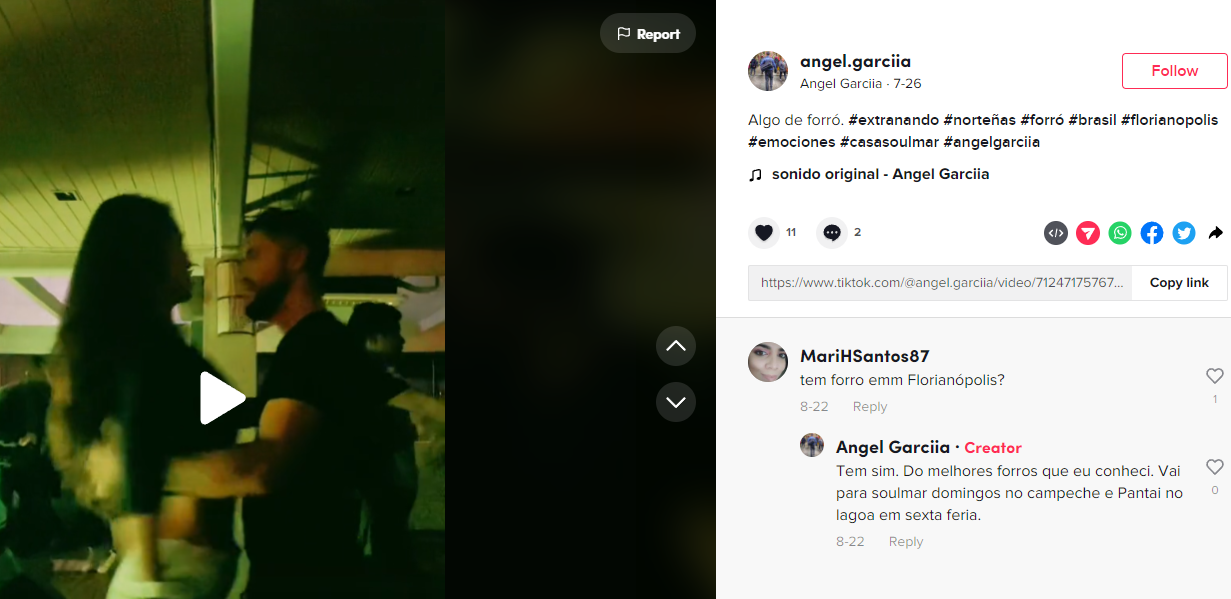 Report
angel.garciia
Angel Garciia · 7-26
Follow
Algo de forró. #extranando #norteñas #forró #brasil #florianopolis
#emociones #casasoulmar #angelgarciia
sonido original - Angel Garciia
11
2
https://www.tiktok.com/@angel.garciia/video/71247175767...
Copy link
MariHSantos87
tem forro emm Florianópolis?
8-22 Reply
1
Angel Garciia · Creator
Tem sim. Do melhores forros que eu conheci. Vai
para soulmar domingos no campeche e Pantai no
lagoa em sexta feria.
0
8-22 Reply